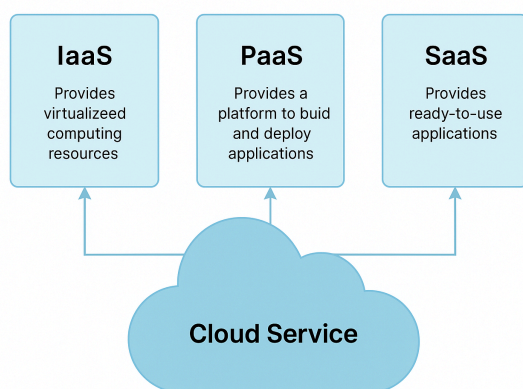 IaaS
Provides
virtualizeed
computing
resources
PaaS
Provides a
platform to buid
and deploy
applications
SaaS
Provides
ready-to-use
applications
Cloud Service